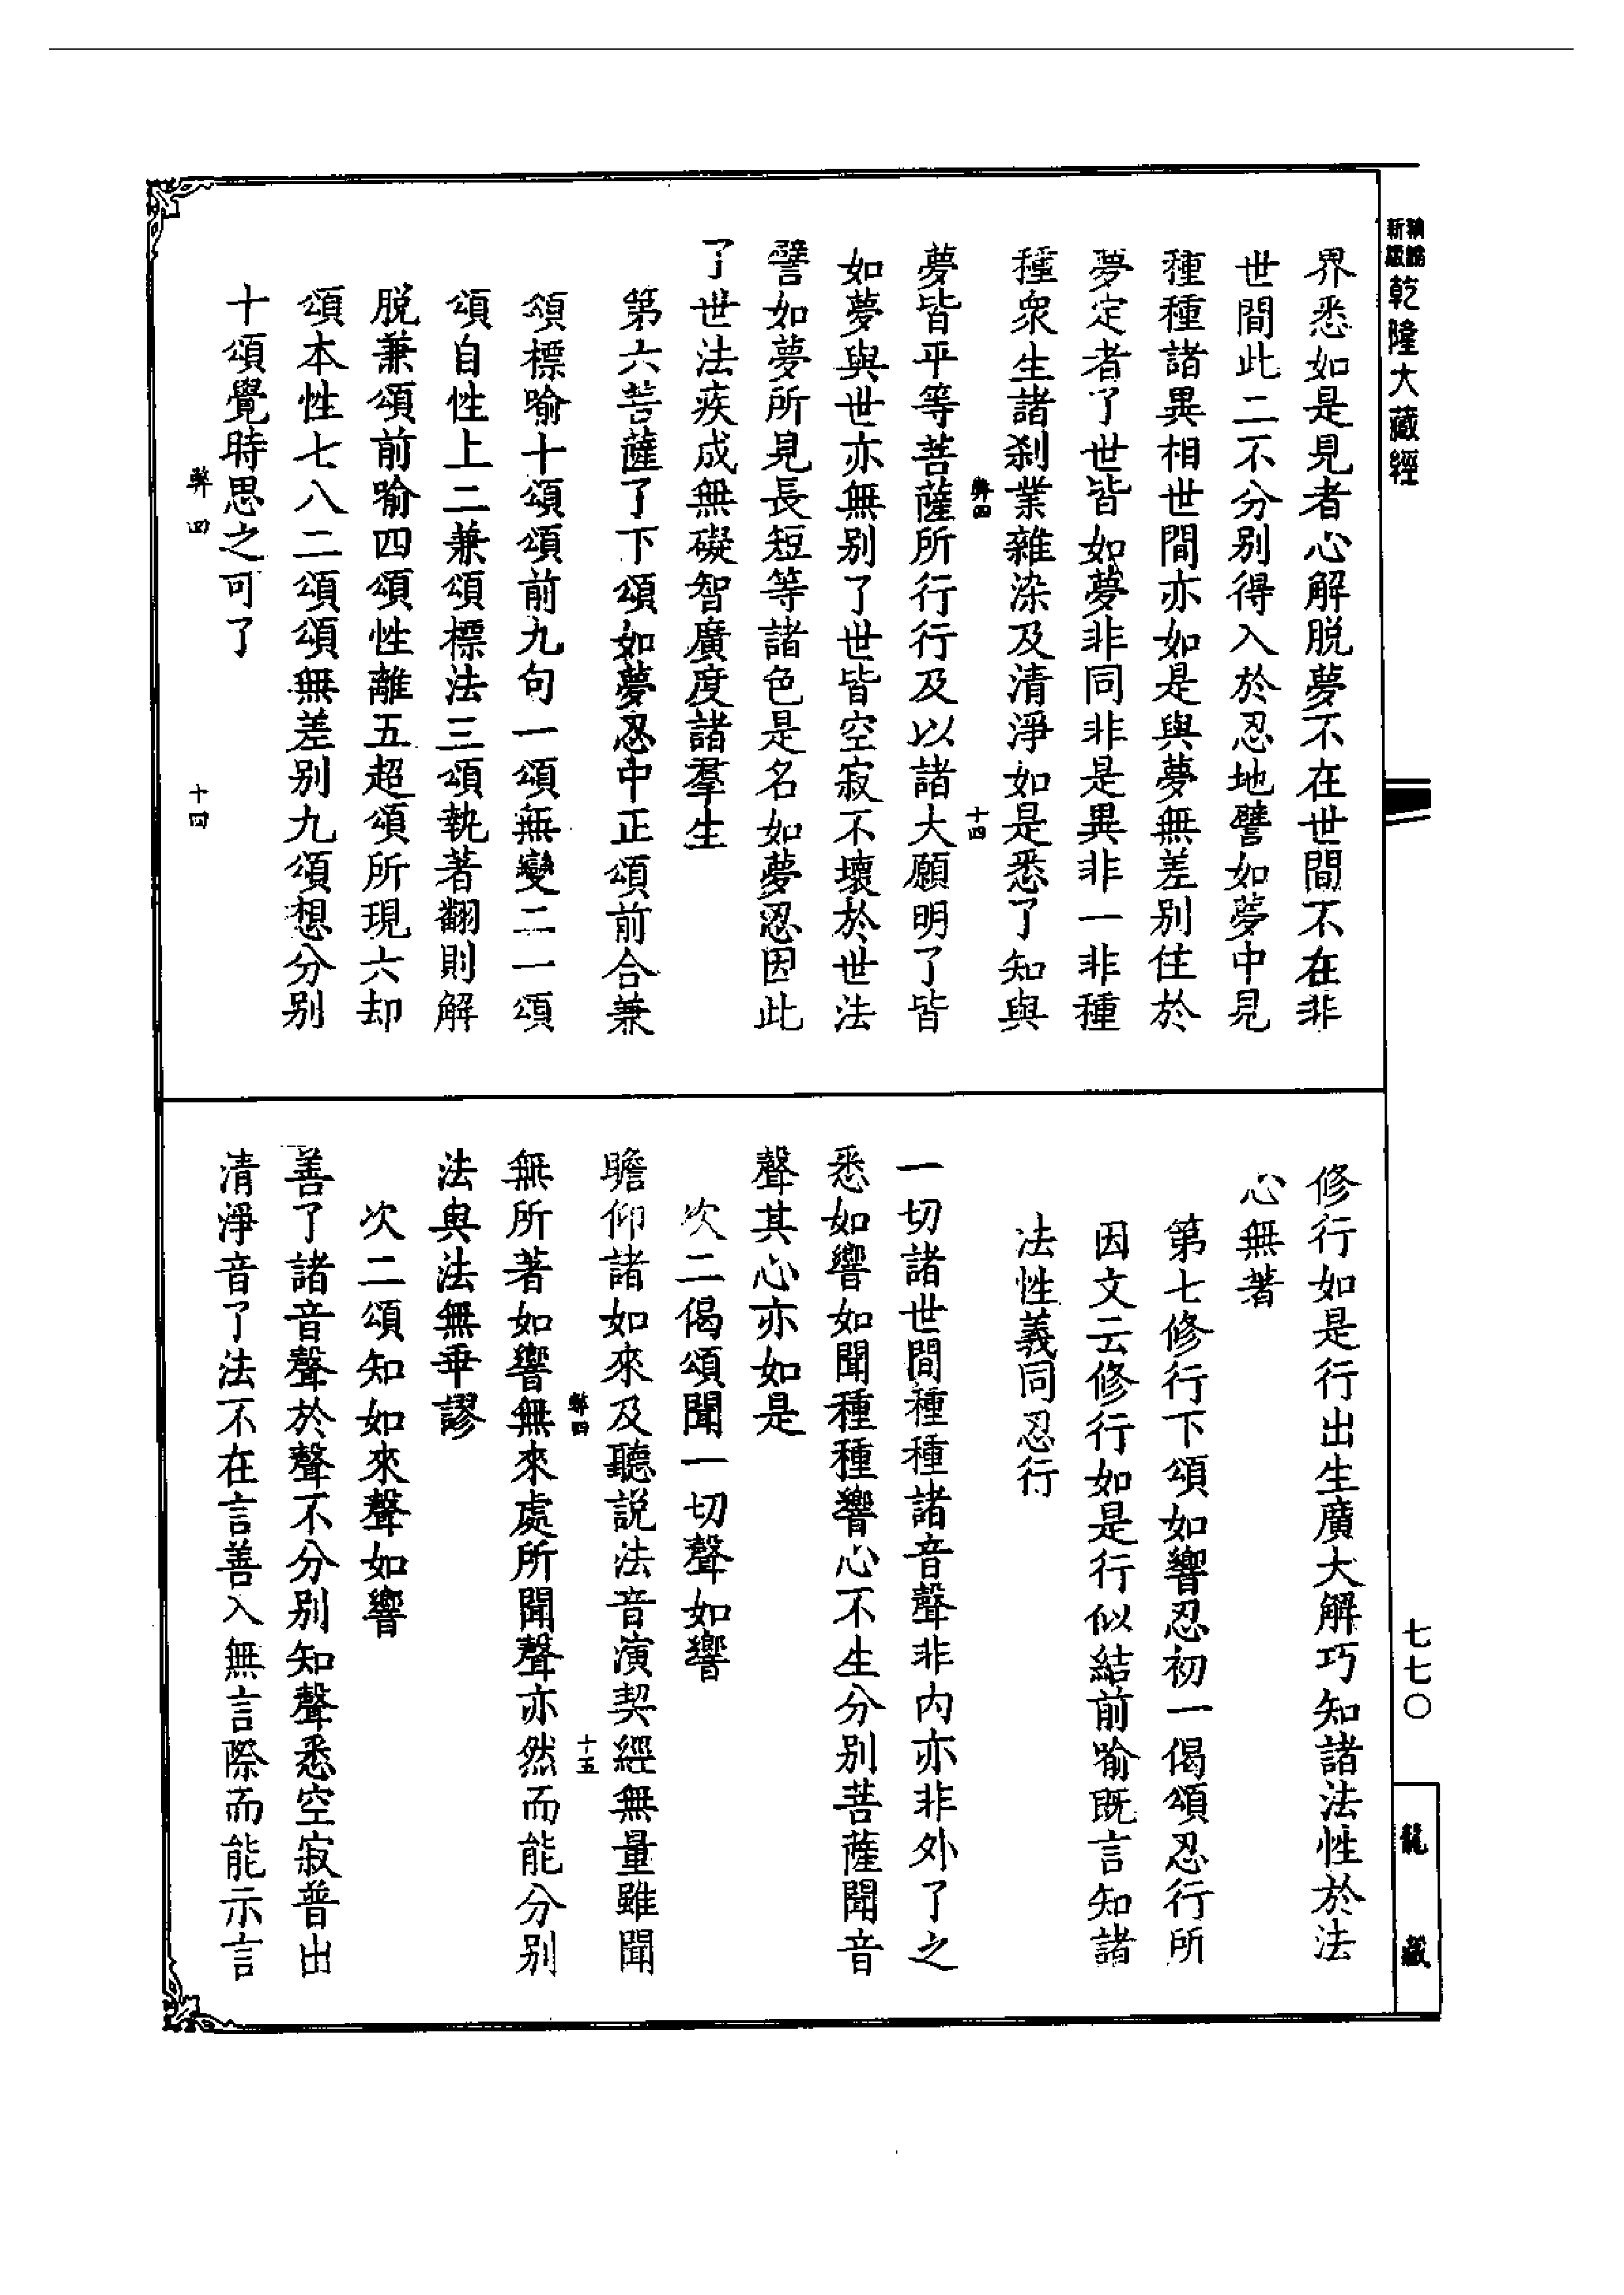 新編縮版
乾隆大藏經
界悉如是見者心解脱夢不在世間不在非
世間此二不分别得入於忍地譬如夢中見
種種諸異相世間亦如是與夢無差别住於
夢定者了世皆如夢非同非是異非一非種
種衆生諸刹業雜染及清淨如是悉了知與
弊四 十四
夢皆平等菩薩所行行及以諸大願明了皆
如夢與世亦無别了世皆空寂不壞於世法
譬如夢所見長短等諸色是名如夢忍因此
了世法疾成無礙智廣度諸羣生
第六菩薩了下頌如夢忍中正頌前合兼
頌標喻十頌頌前九句一頌無變二一頌
頌自性上二兼頌標法三頌執著翻則解
脱兼頌前喻四頌性離五超頌所現六却
頌本性七八二頌頌無差别九頌想分别
十頌覺時思之可了
弊四 十四
修行如是行出生廣大解巧知諸法性於法
心無著
第七修行下頌如響忍初一偈頌忍行所
因文云修行如是行似結前喻既言知諸
法性義同忍行
一切諸世間種種諸音聲非内亦非外了之
悉如響如聞種種響心不生分别菩薩聞音
聲其心亦如是
次二偈頌聞一切聲如響
瞻仰諸如來及聽説法音演契經無量雖聞
弊四 十五
無所著如響無來處所聞聲亦然而能分别
法與法無乖謬
次二頌知如來聲如響
善了諸音聲於聲不分别知聲悉空寂普出
清淨音了法不在言善入無言際而能示言
七七〇
龍藏